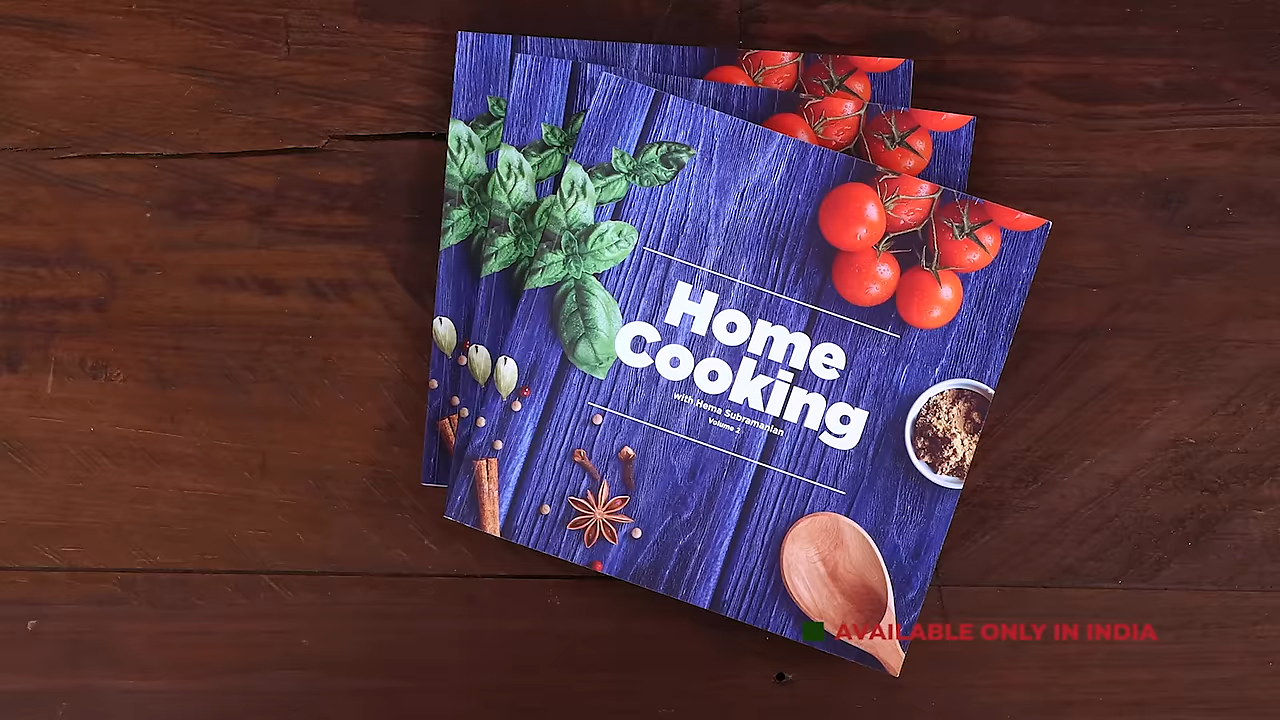 Home
Cooking
with Hema Subramanian
Volume 2
AVAILABLE ONLY IN INDIA